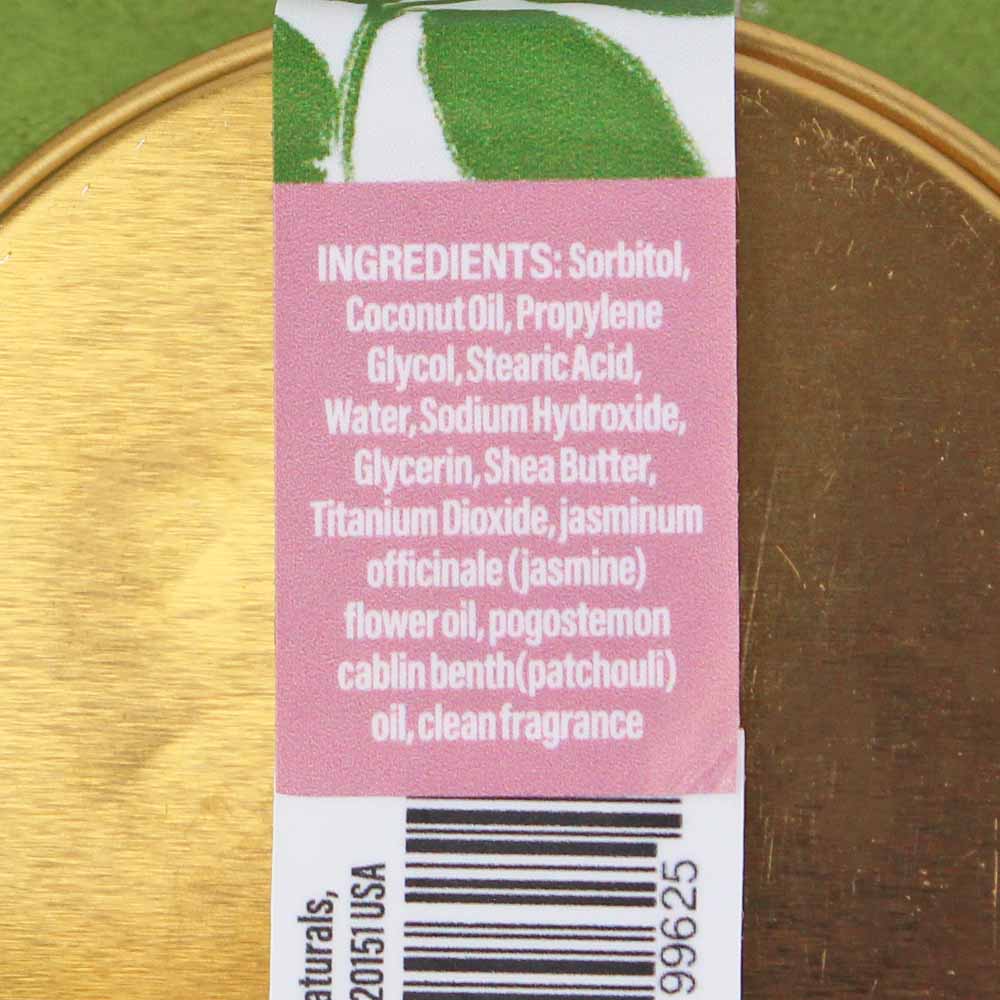 INGREDIENTS: Sorbitol,
Coconut Oil, Propylene
Glycol, Stearic Acid,
Water, Sodium Hydroxide,
Glycerin, Shea Butter,
Titanium Dioxide, jasminum
officinale (jasmine)
flower oil, pogostemon
cablin benth(patchouli)
oil, clean fragrance
aturals,
20151 USA
99625